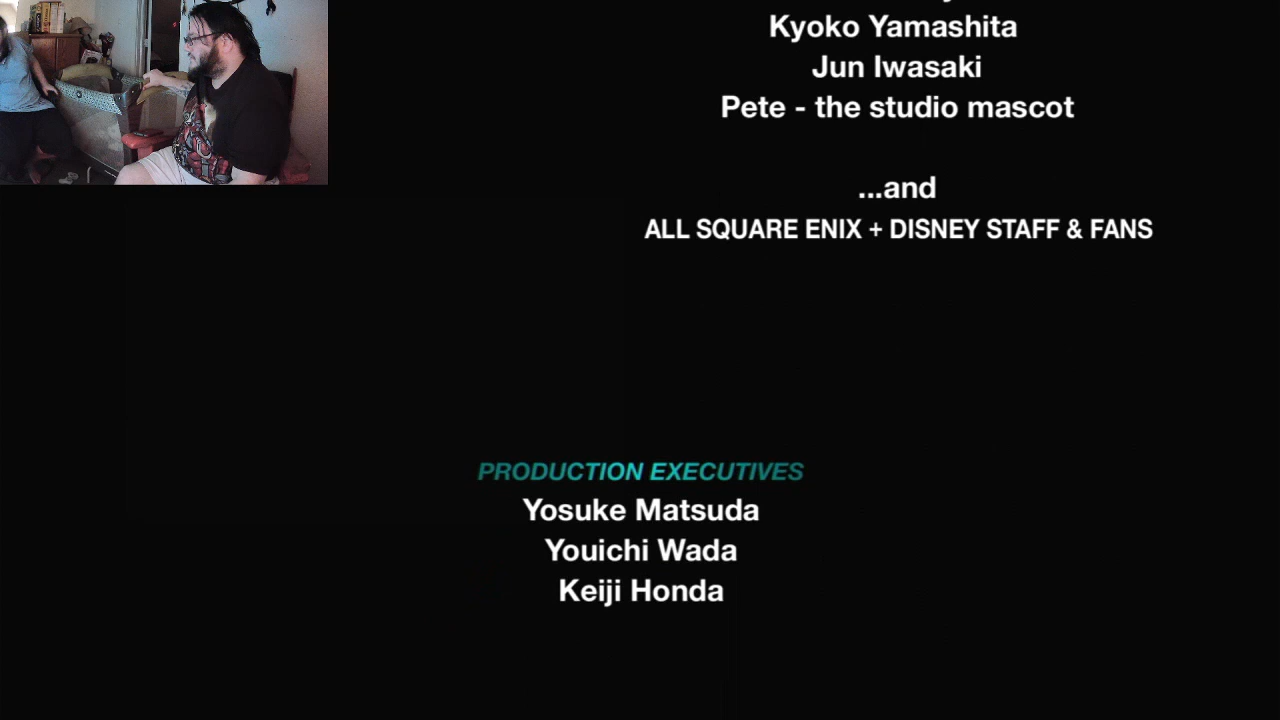 Kyoko Yamashita
Jun Iwasaki
Pete - the studio mascot
...and
ALL SQUARE ENIX + DISNEY STAFF & FANS
PRODUCTION EXECUTIVES
Yosuke Matsuda
Youichi Wada
Keiji Honda